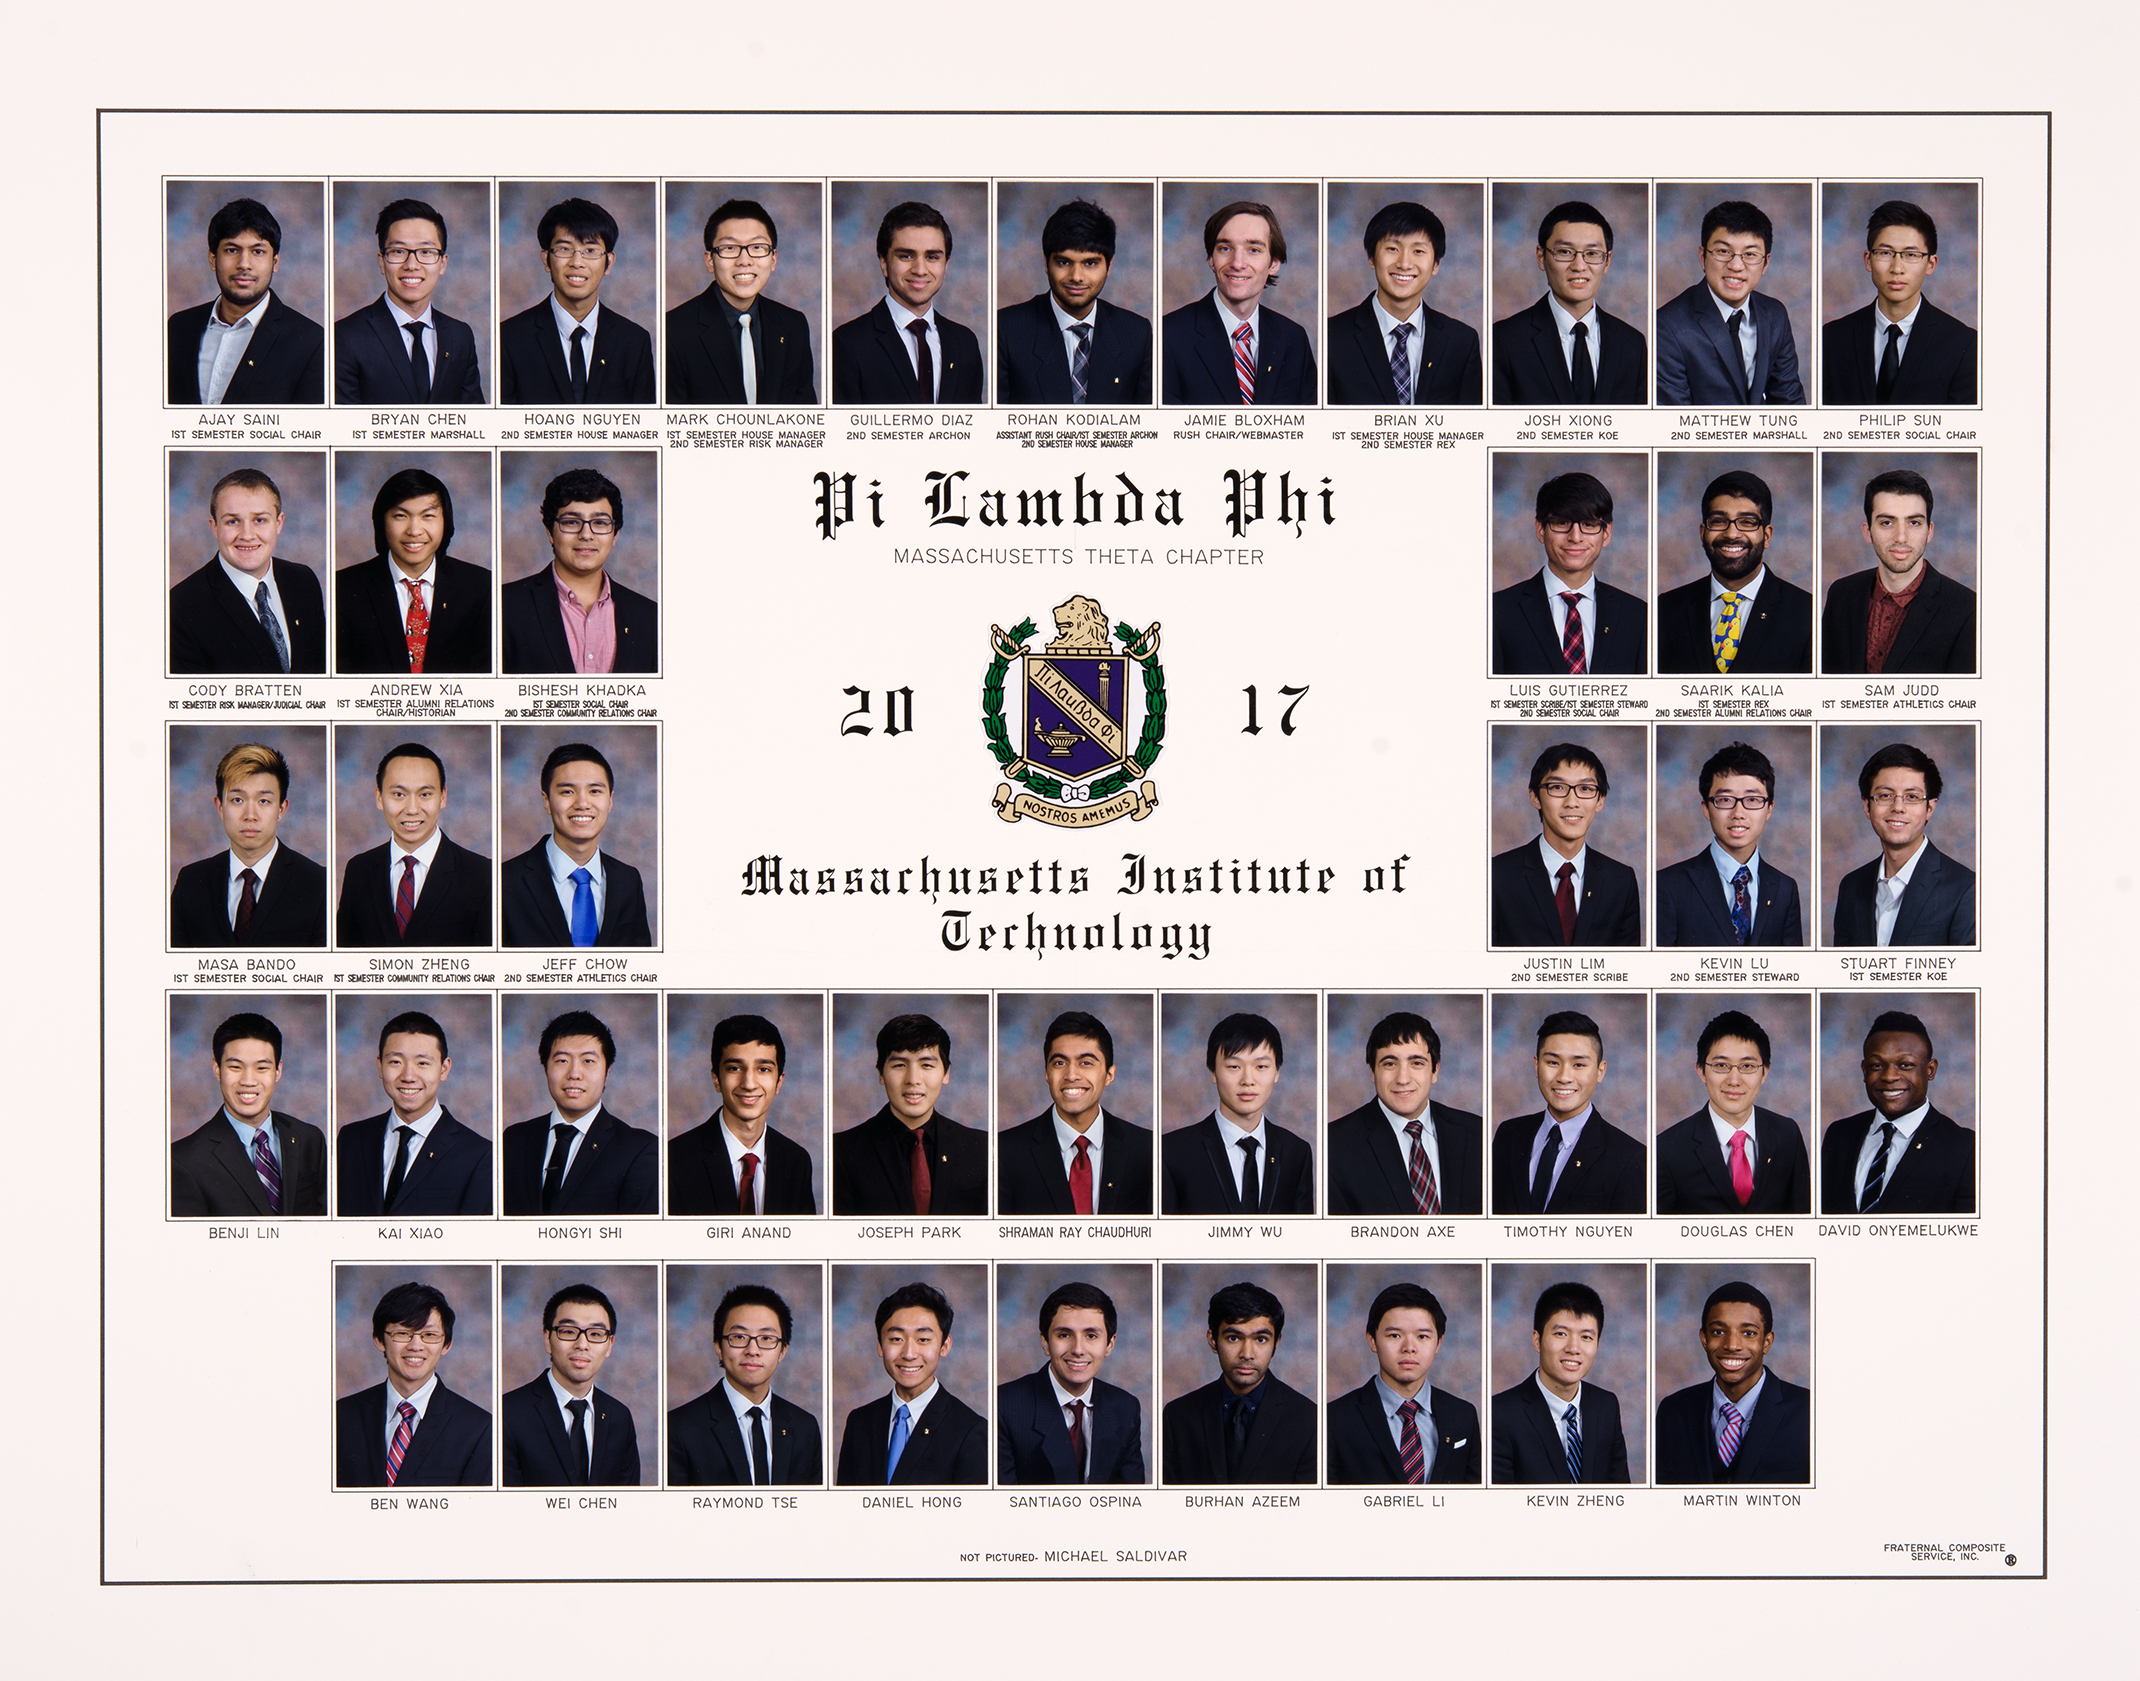 AJAY SAINI
1ST SEMESTER SOCIAL CHAIR
BRYAN CHEN
1ST SEMESTER MARSHALL
HOANG NGUYEN
2ND SEMESTER HOUSE MANAGER
MARK CHOUNLAKONE
1ST SEMESTER HOUSE MANAGER
2ND SEMESTER RISK MANAGER
GUILLERMO DIAZ
2ND SEMESTER ARCHON
ROHAN KODIALAM
ASSISTANT RUSH CHAIR/1ST SEMESTER ARCHON
2ND SEMESTER HOUSE MANAGER
JAMIE BLOXHAM
RUSH CHAIR/WEBMASTER
BRIAN XU
1ST SEMESTER HOUSE MANAGER
2ND SEMESTER REX
JOSH XIONG
2ND SEMESTER KOE
MATTHEW TUNG
2ND SEMESTER MARSHALL
PHILIP SUN
2ND SEMESTER SOCIAL CHAIR
Pi Lambda Phi
MASSACHUSETTS THETA CHAPTER
CODY BRATTEN
1ST SEMESTER RISK MANAGER/JUDICIAL CHAIR
ANDREW XIA
1ST SEMESTER ALUMNI RELATIONS
CHAIR/HISTORIAN
BISHESH KHADKA
1ST SEMESTER SOCIAL CHAIR
2ND SEMESTER COMMUNITY RELATIONS CHAIR
20
Πι Λαμβδα Φι
NOSTROS AMEMUS
17
LUIS GUTIERREZ
1ST SEMESTER SCRIBE/1ST SEMESTER STEWARD
2ND SEMESTER SOCIAL CHAIR
SAARIK KALIA
1ST SEMESTER REX
2ND SEMESTER ALUMNI RELATIONS CHAIR
SAM JUDD
1ST SEMESTER ATHLETICS CHAIR
Massachusetts Institute of
Technology
MASA BANDO
1ST SEMESTER SOCIAL CHAIR
SIMON ZHENG
1ST SEMESTER COMMUNITY RELATIONS CHAIR
JEFF CHOW
2ND SEMESTER ATHLETICS CHAIR
JUSTIN LIM
2ND SEMESTER SCRIBE
KEVIN LU
2ND SEMESTER STEWARD
STUART FINNEY
1ST SEMESTER KOE
BENJI LIN
KAI XIAO
HONGYI SHI
GIRI ANAND
JOSEPH PARK
SHRAMAN RAY CHAUDHURI
JIMMY WU
BRANDON AXE
TIMOTHY NGUYEN
DOUGLAS CHEN
DAVID ONYEMELUKWE
BEN WANG
WEI CHEN
RAYMOND TSE
DANIEL HONG
SANTIAGO OSPINA
BURHAN AZEEM
GABRIEL LI
KEVIN ZHENG
MARTIN WINTON
NOT PICTURED- MICHAEL SALDIVAR
FRATERNAL COMPOSITE
SERVICE, INC. ®